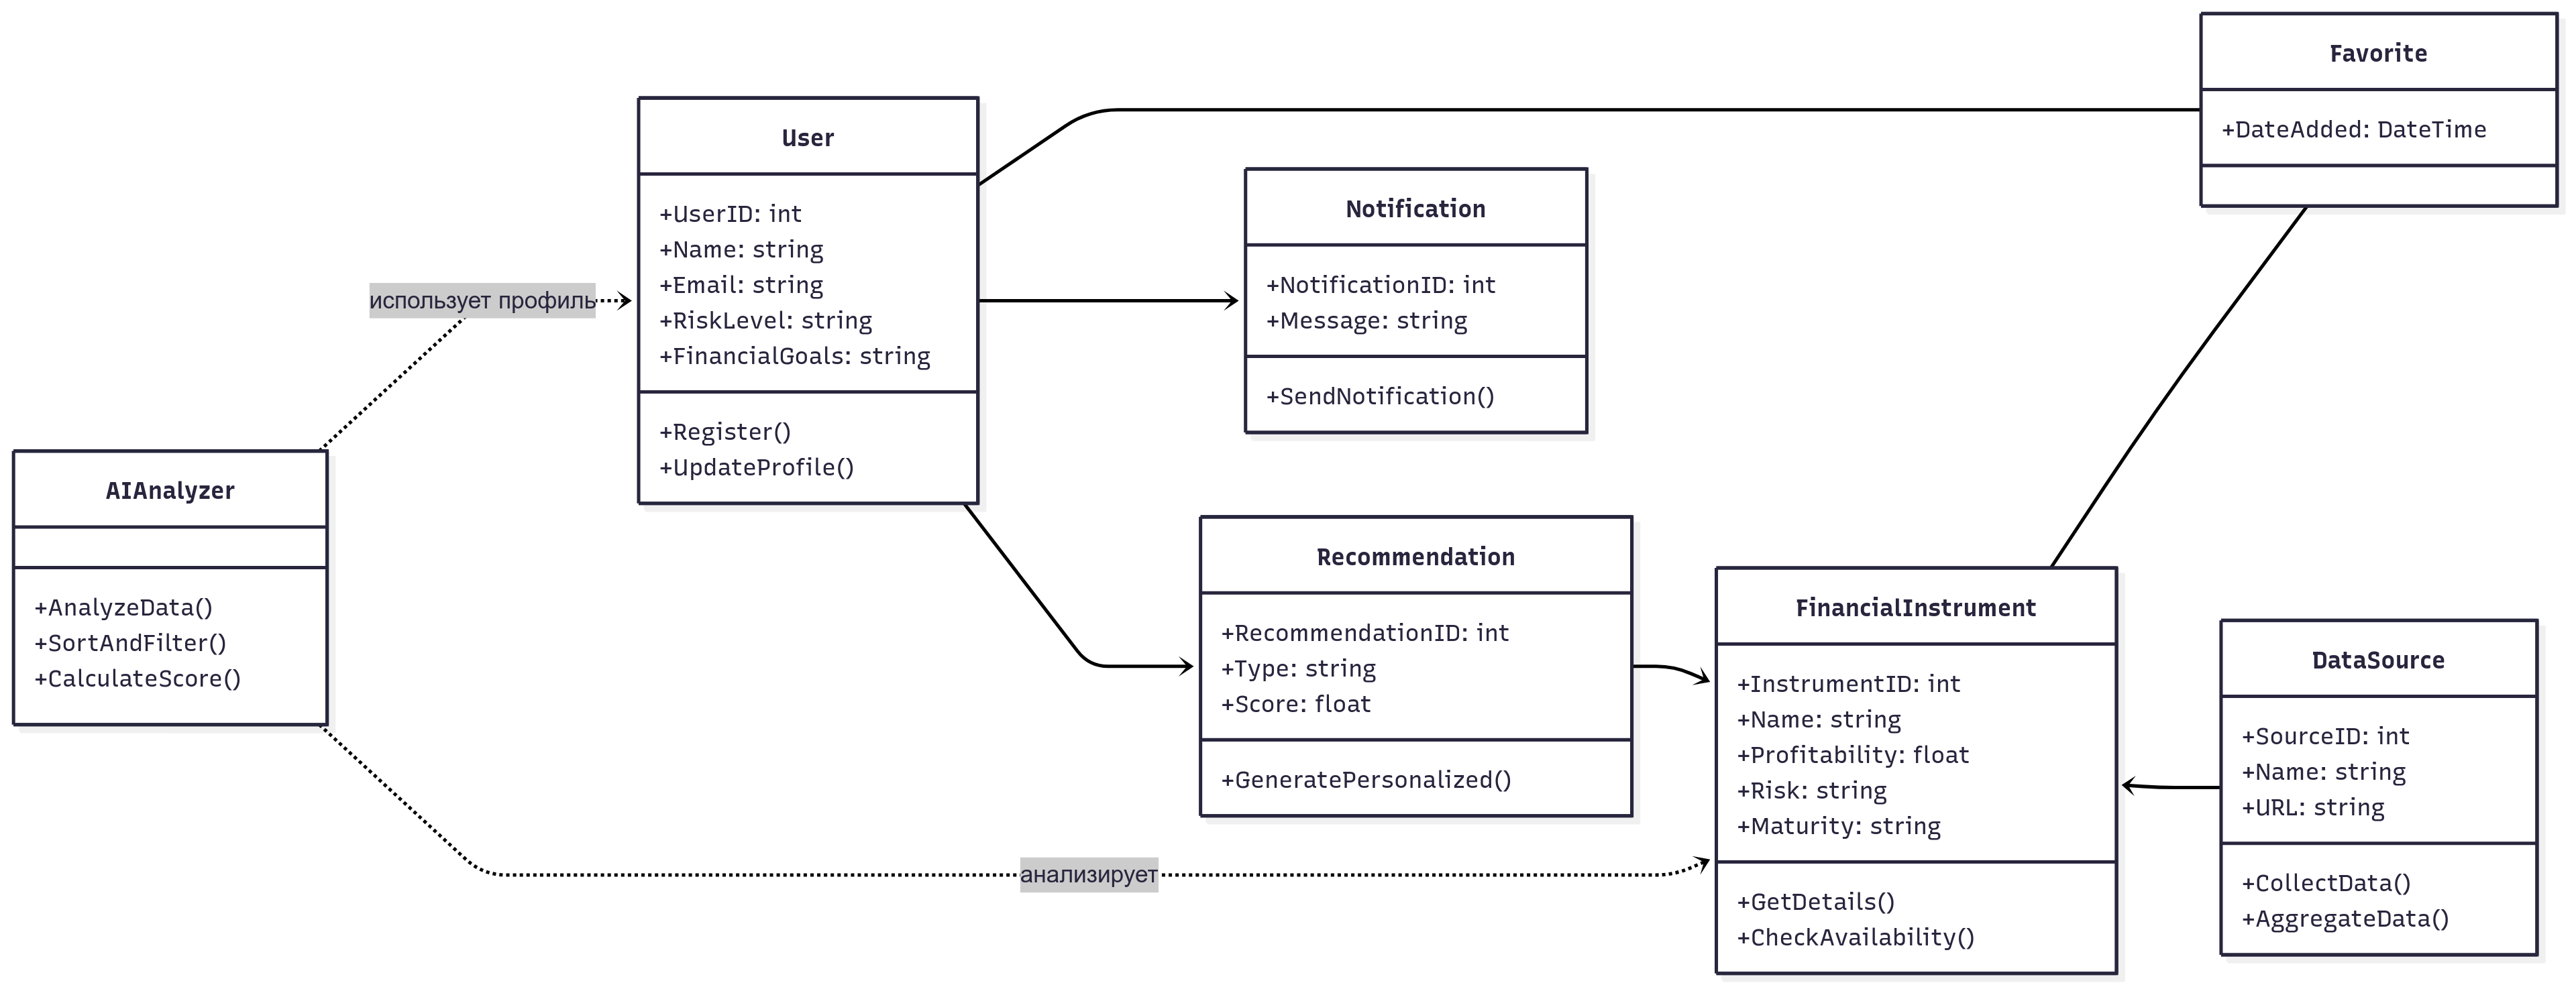 Favorite
+DateAdded: DateTime
User
+UserID: int
+Name: string
+Email: string
+RiskLevel: string
+FinancialGoals: string
+Register()
+UpdateProfile()
Notification
+NotificationID: int
+Message: string
+SendNotification()
использует профиль
AIAnalyzer
+AnalyzeData()
+SortAndFilter()
+CalculateScore()
Recommendation
+RecommendationID: int
+Type: string
+Score: float
+GeneratePersonalized()
FinancialInstrument
+InstrumentID: int
+Name: string
+Profitability: float
+Risk: string
+Maturity: string
+GetDetails()
+CheckAvailability()
DataSource
+SourceID: int
+Name: string
+URL: string
+CollectData()
+AggregateData()
анализирует